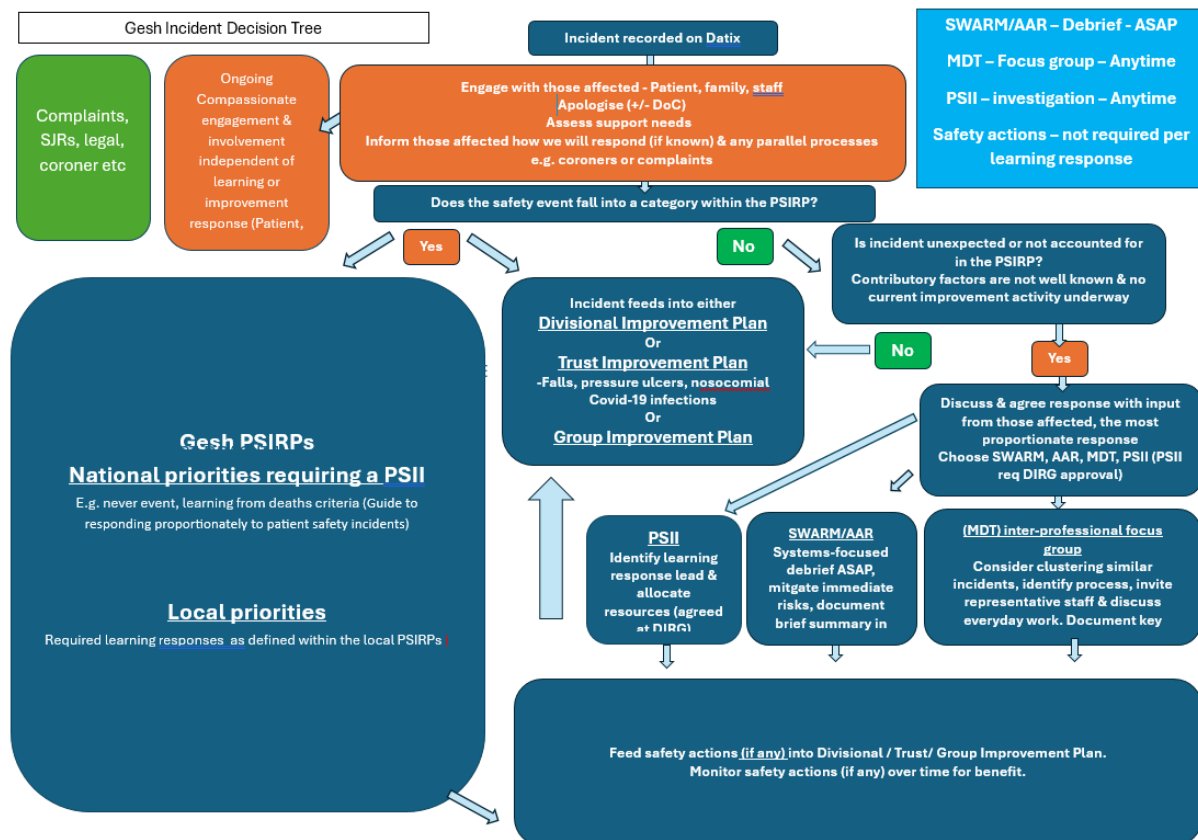 Gesh Incident Decision Tree
Incident recorded on Datix
SWARM/AAR – Debrief - ASAP
MDT – Focus group – Anytime
PSII – investigation – Anytime
Safety actions – not required per
learning response
Complaints,
SJRs, legal,
coroner etc
Ongoing
Compassionate
engagement &
involvement
independent of
learning or
improvement
response (Patient,
Engage with those affected - Patient, family, staff
Apologise (+/- DoC)
Assess support needs
Inform those affected how we will respond (if known) & any parallel processes
e.g. coroners or complaints
Does the safety event fall into a category within the PSIRP?
Yes
No
Is incident unexpected or not accounted for
in the PSIRP?
Contributory factors are not well known & no
current improvement activity underway
Incident feeds into either
Divisional Improvement Plan
Or
Trust Improvement Plan
-Falls, pressure ulcers, nosocomial
Covid-19 infections
Or
Group Improvement Plan
No
Yes
Discuss & agree response with input
from those affected, the most
proportionate response
Choose SWARM, AAR, MDT, PSII (PSII
req DIRG approval)
Gesh PSIRPs
National priorities requiring a PSII
E.g. never event, learning from deaths criteria (Guide to
responding proportionately to patient safety incidents)
Local priorities
Required learning responses as defined within the local PSIRPs
PSII
Identify learning
response lead &
allocate
resources (agreed
at DIRG)
SWARM/AAR
Systems-focused
debrief ASAP,
mitgate immediate
risks, document
brief summary in
(MDT) inter-professional focus
group
Consider clustering similar
incidents, identify process, invite
representative staff & discuss
everyday work. Document key
Feed safety actions (if any) into Divisional / Trust/ Group Improvement Plan.
Monitor safety actions (if any) over time for benefit.